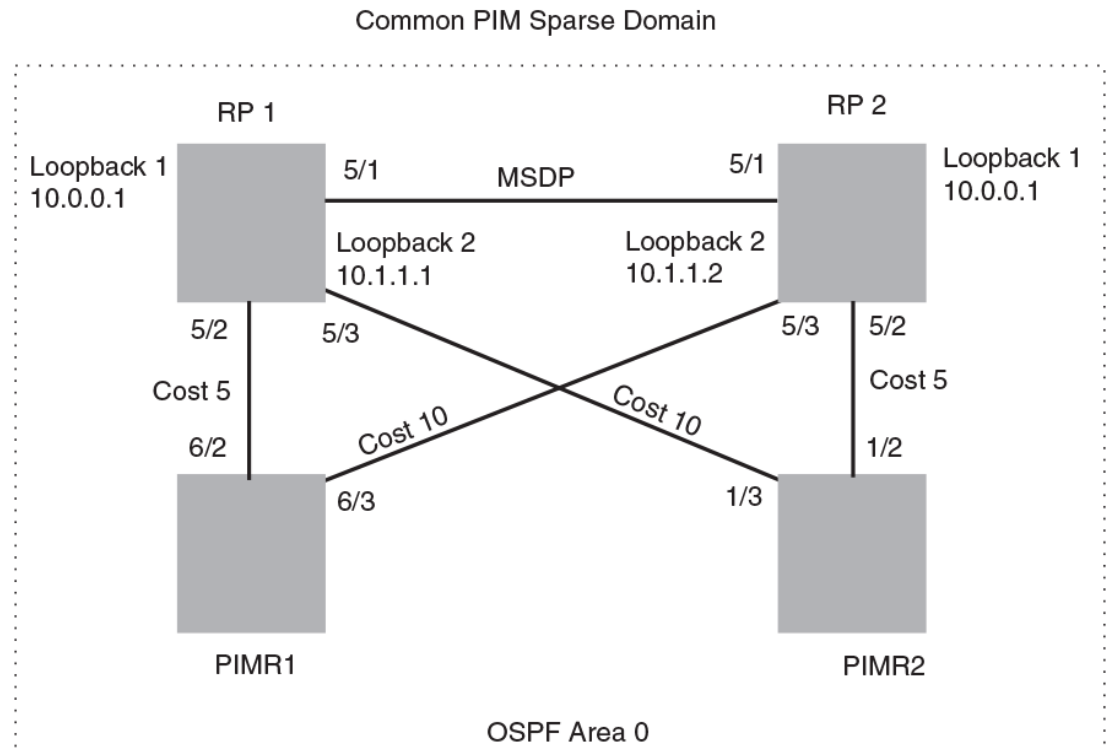 Common PIM Sparse Domain
RP 1
RP 2
Loopback 1
10.0.0.1
5/1
MSDP
5/1
Loopback 1
10.0.0.1
Loopback 2
10.1.1.1
Loopback 2
10.1.1.2
5/2
5/3
5/3
5/2
Cost 5
Cost 10
Cost 10
Cost 5
6/2
6/3
1/3
1/2
PIMR1
PIMR2
OSPF Area 0